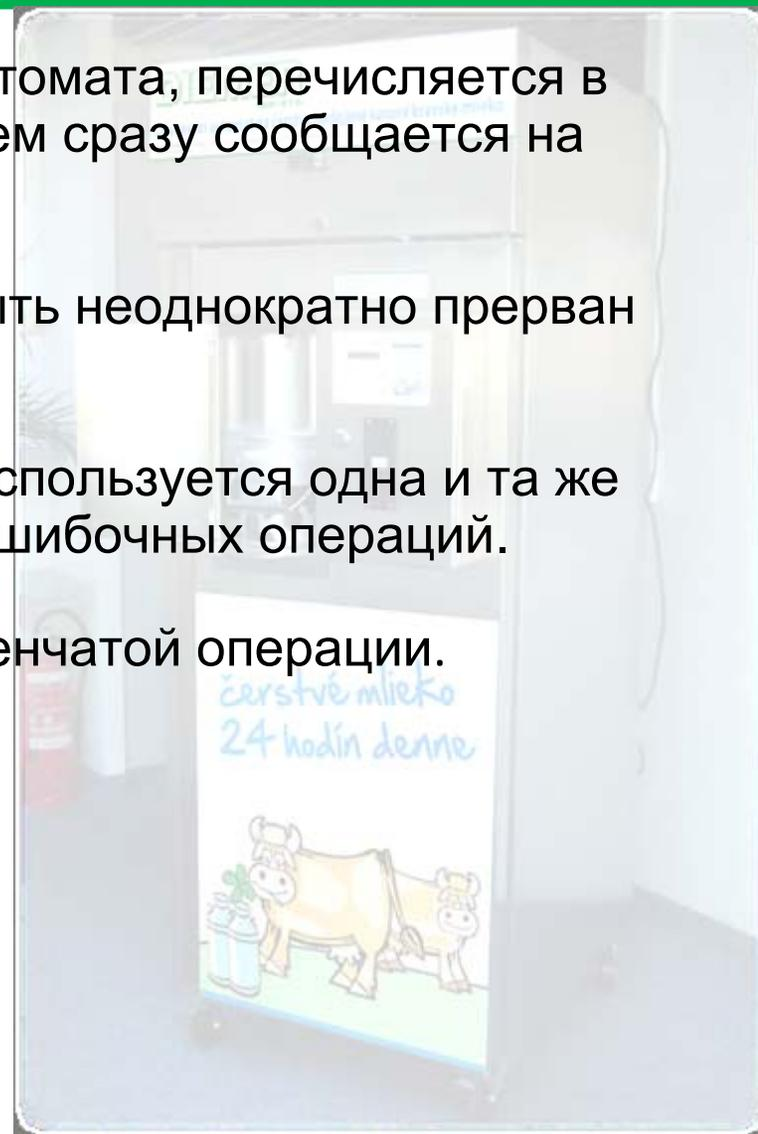 томата, перечисляется в
ем сразу сообщается на
ыть неоднократно прерван
спользуется одна и та же
шибочных операций.
енчатой операции.
čerstvé mlieko
24 hodín denne